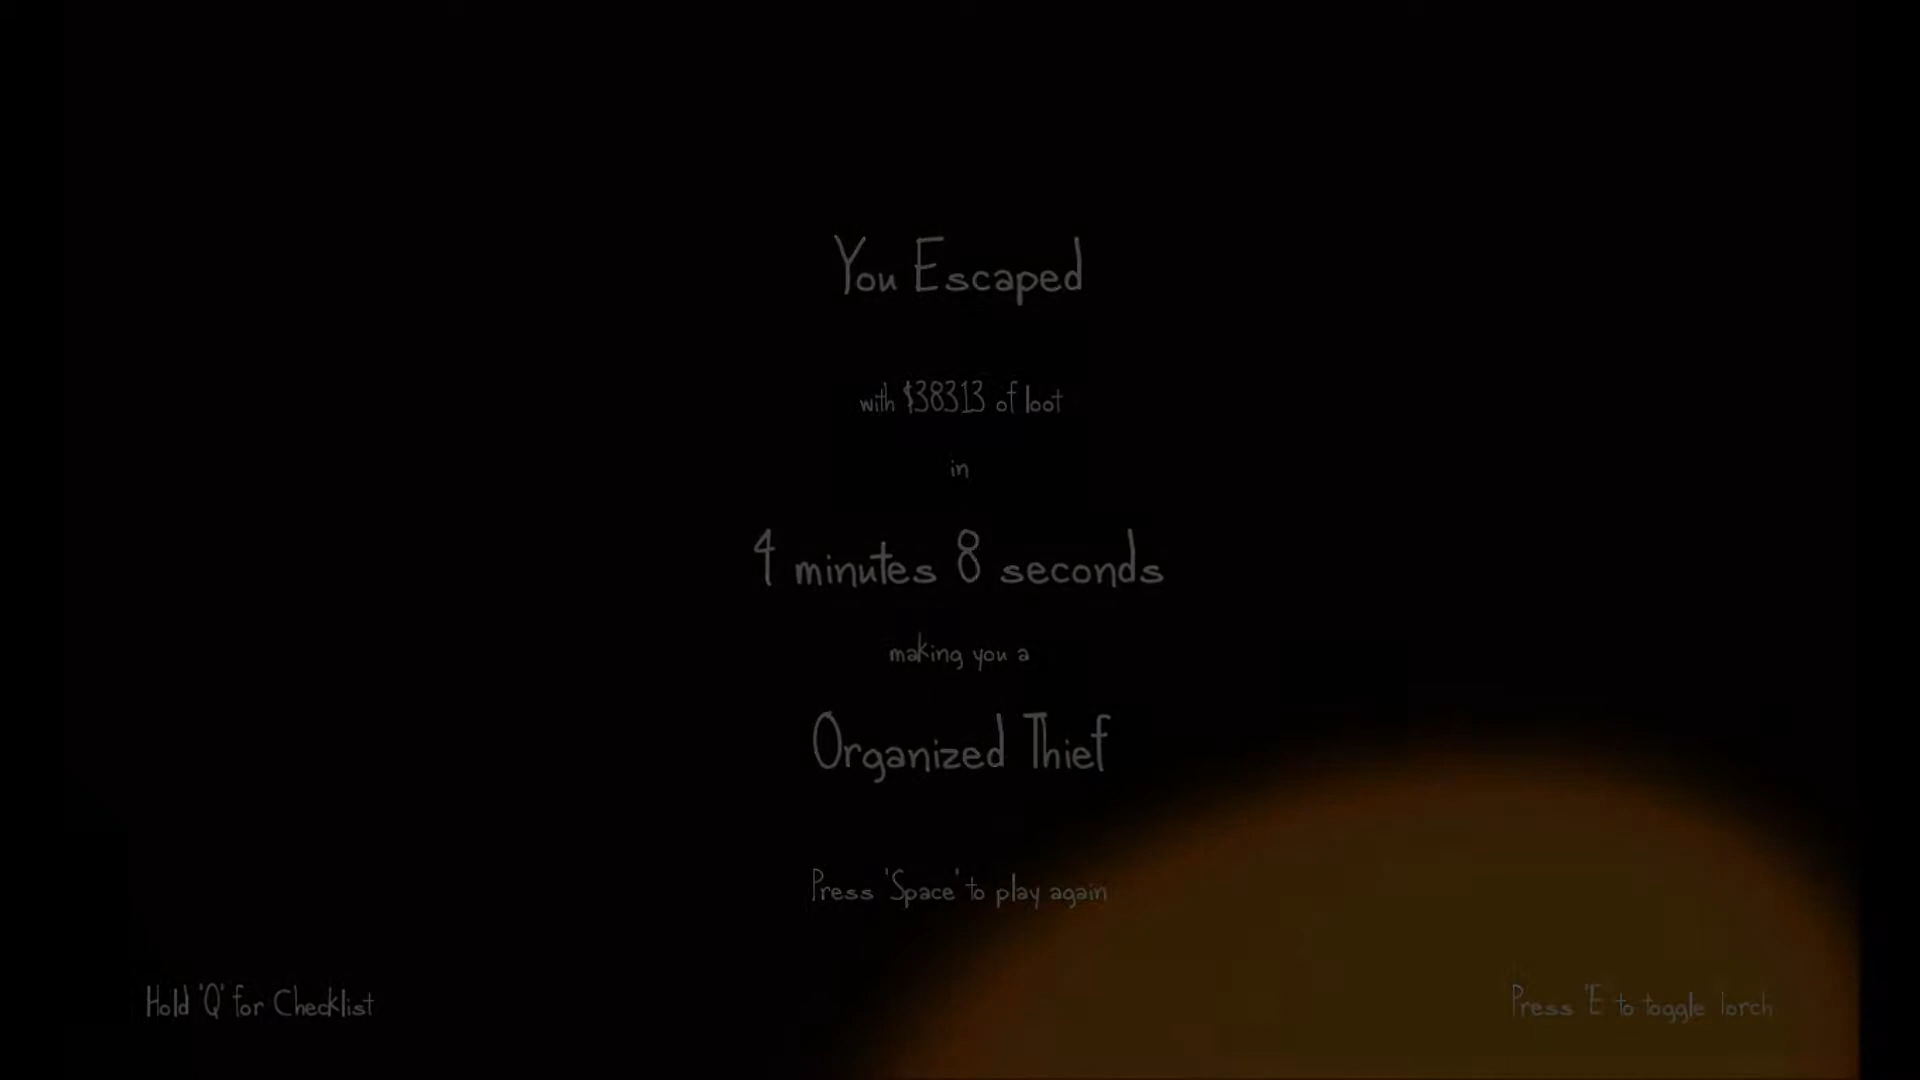 You Escaped
with $38313 of loot
in
4 minutes 8 seconds
making you a
Organized Thief
Press 'Space' to play again
Hold 'Q' for Checklist
Press 'E to toggle Torch